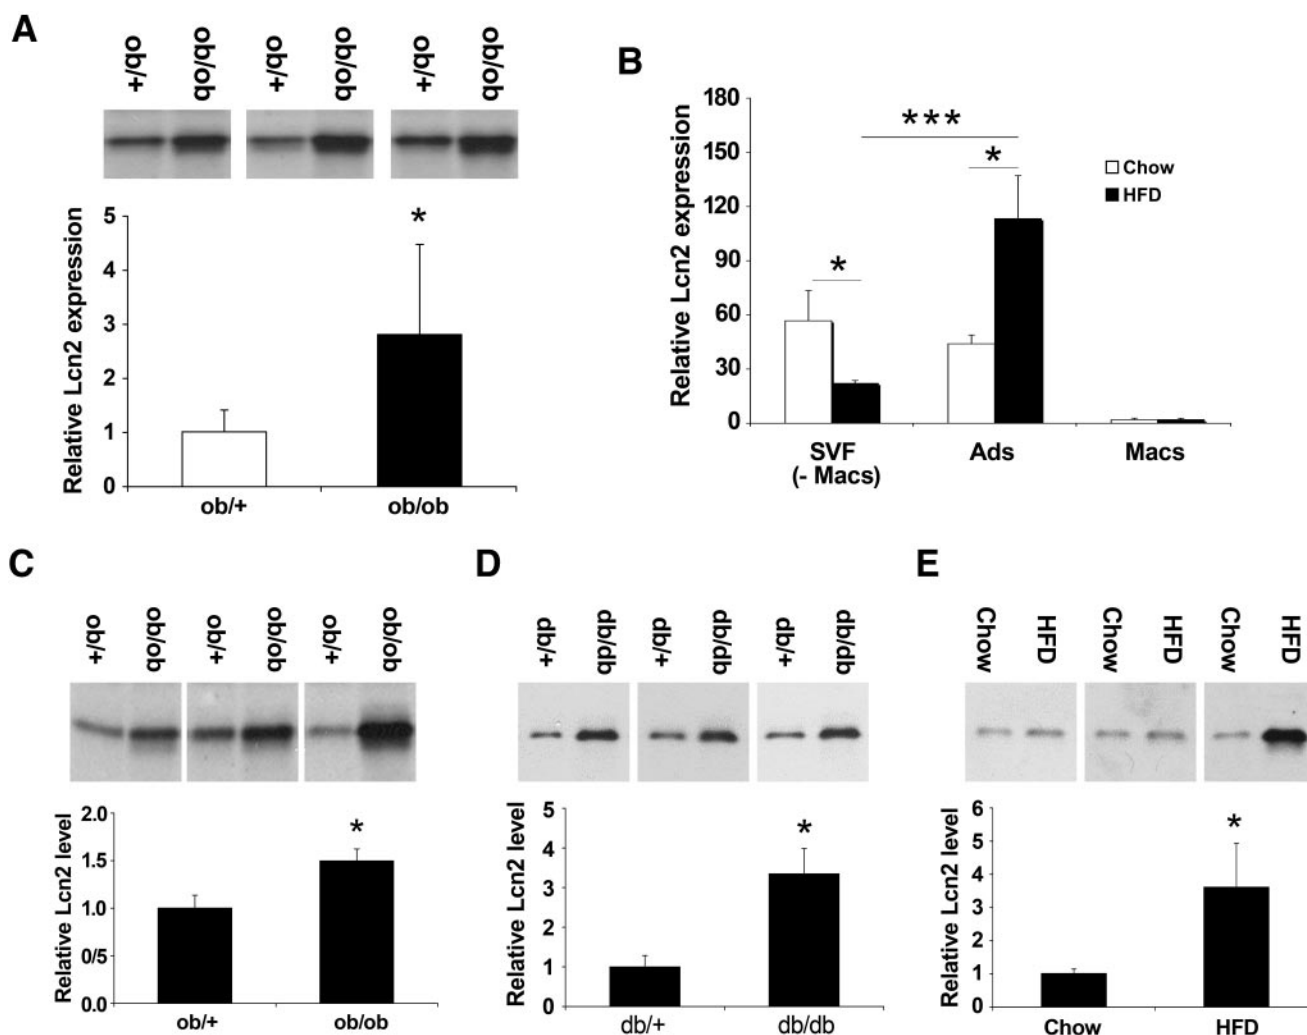 A
ob/+ ob/ob ob/+ ob/ob ob/+ ob/ob
Relative Lcn2 expression
5
*
4
3
2
1
0
ob/+ ob/ob
B
Relative Lcn2 expression
180
150
120
90
60
30
0
***
*
*
Chow
HFD
SVF Ads Macs
(- Macs)
C
ob/+ ob/ob ob/+ ob/ob ob/+ ob/ob
Relative Lcn2 level
2.0
*
1.5
1.0
0/5
0.0
ob/+ ob/ob
D
db/+ db/db db/+ db/db db/+ db/db
Relative Lcn2 level
5
*
4
3
2
1
0
db/+ db/db
E
Chow HFD Chow HFD Chow HFD
Relative Lcn2 level
6
*
5
4
3
2
1
0
Chow HFD